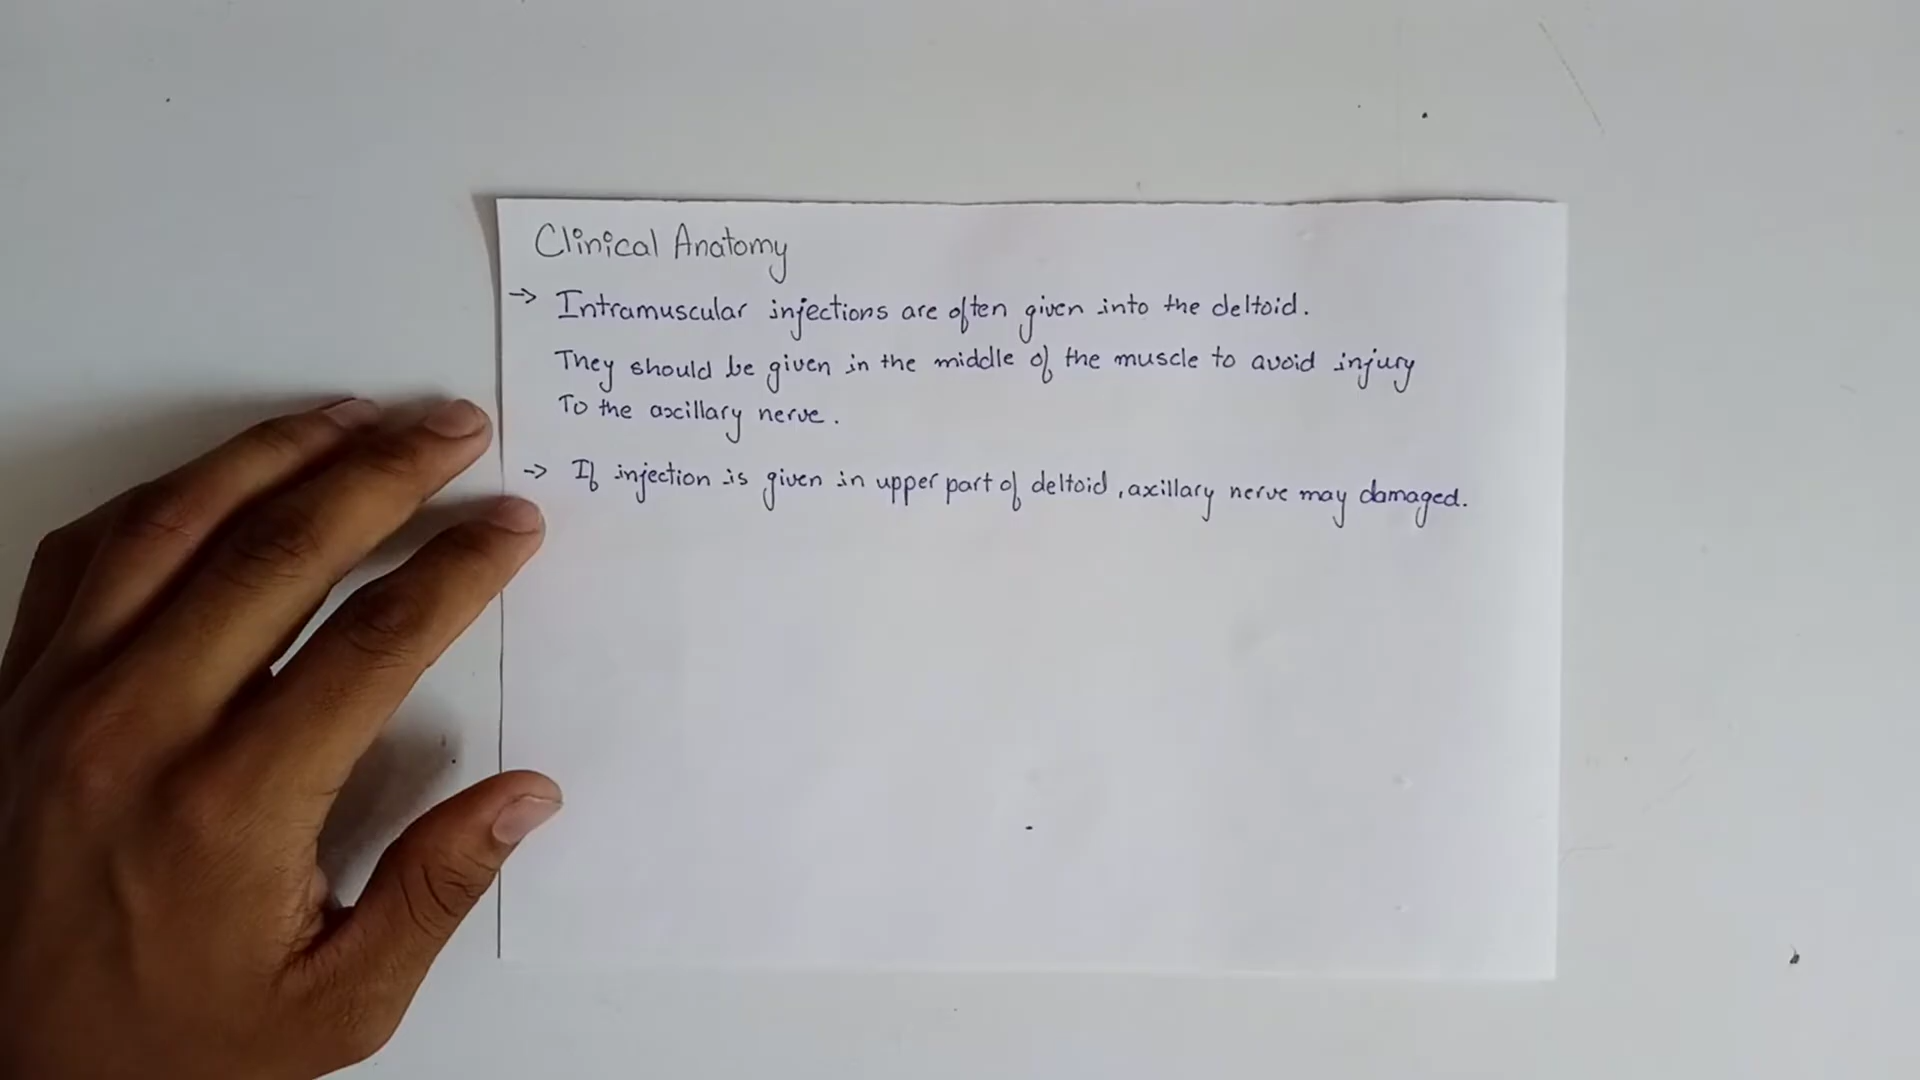 Clinical Anatomy
→ Intramuscular injections are often given into the deltoid.
They should be given in the middle of the muscle to avoid injury
To the axillary nerve.
→ If injection is given in upper part of deltoid, axillary nerve may damaged.